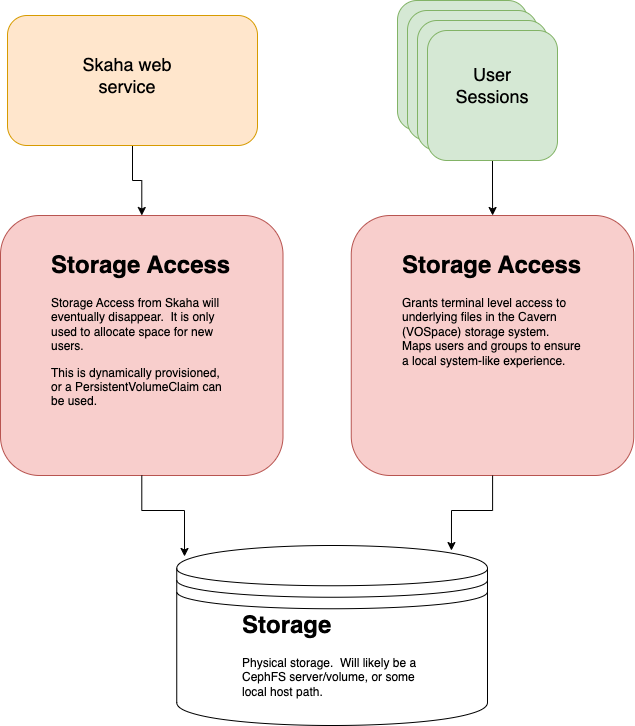 Skaha web
service
User
Sessions
Storage Access
Storage Access from Skaha will
eventually disappear.  It is only
used to allocate space for new
users.
This is dynamically provisioned,
or a PersistentVolumeClaim can
be used.
Storage Access
Grants terminal level access to
underlying files in the Cavern
(VOSpace) storage system.
Maps users and groups to ensure
a local system-like experience.
Storage
Physical storage.  Will likely be a
CephFS server/volume, or some
local host path.